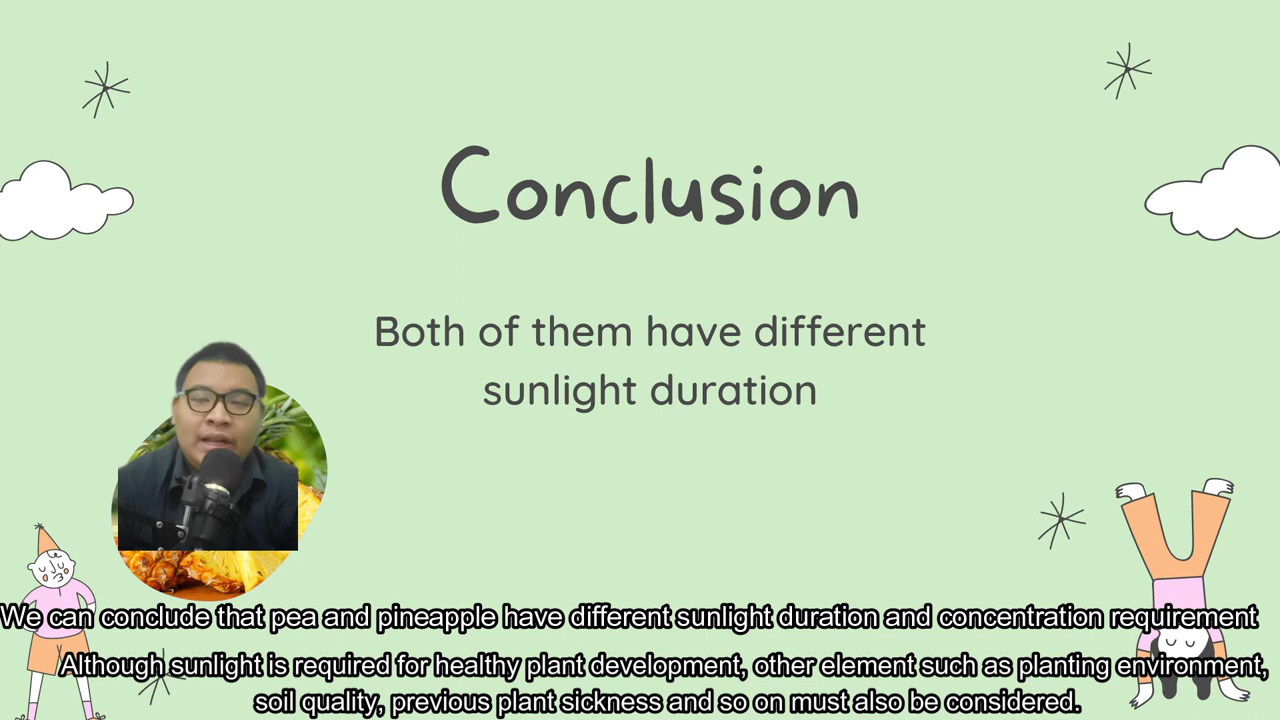 Conclusion
Both of them have different
sunlight duration
We can conclude that pea and pineapple have different sunlight duration and concentration requirement
Although sunlight is required for healthy plant development, other element such as planting environment,
soil quality, previous plant sickness and so on must also be considered.